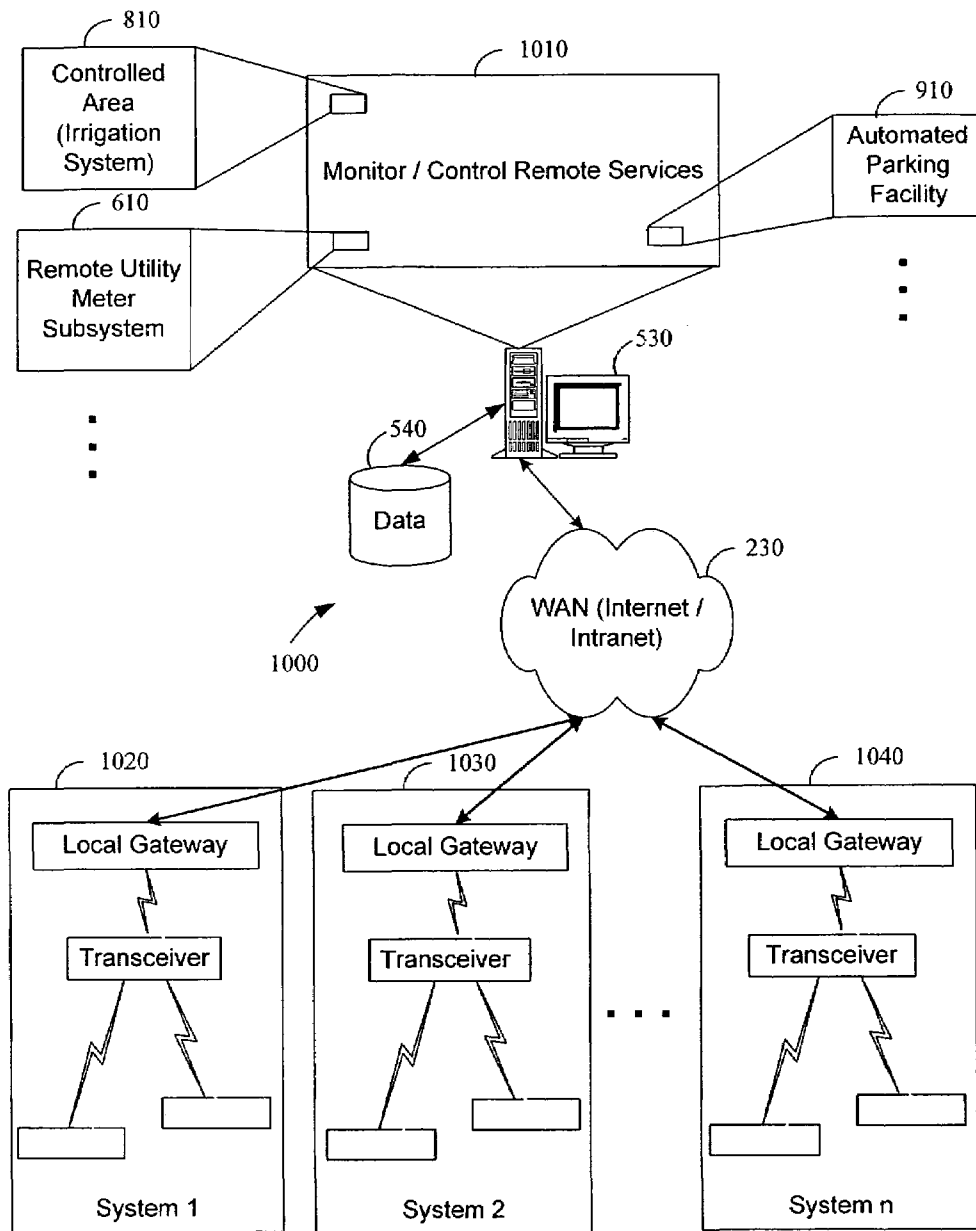 810
Controlled
Area
(Irrigation
System)
1010
Monitor / Control Remote Services
910
Automated
Parking
Facility
610
Remote Utility
Meter
Subsystem
530
540
Data
230
WAN (Internet /
Intranet)
1000
1020
Local Gateway
Transceiver
System 1
1030
Local Gateway
Transceiver
System 2
1040
Local Gateway
Transceiver
System n